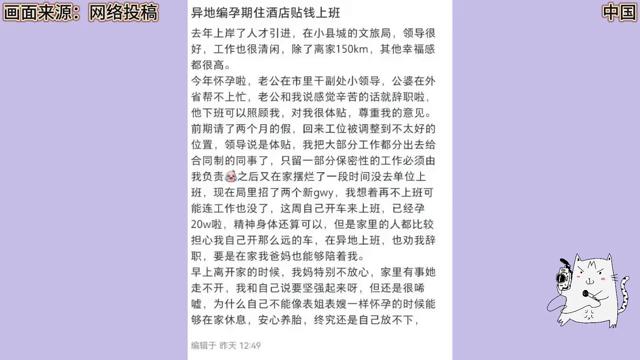 画面来源：网络投稿
中国
异地编孕期住酒店贴钱上班
去年上岸了人才引进，在小县城的文旅局，领导很
好，工作也很清闲，除了离家150km，其他幸福感
都很高。
今年怀孕啦，老公在市里干副处小领导，公婆在外
省帮不上忙，老公和我说感觉辛苦的话就辞职啦，
他下班可以照顾我，对我很体贴，尊重我的意见。
前期请了两个月的假，回来工位被调整到不太好的
位置，领导说是体贴，我把大部分工作都分出去给
合同制的同事了，只留一部分保密性的工作必须由
我负责之后又在家摆烂了一段时间没去单位上
班，现在局里招了两个新gwy，我想着再不上班可
能连工作也没了，这周自己开车来上班，已经孕
20w啦，精神身体还算可以，但是家里的人都比较
担心我自己开那么远的车，在异地上班，也劝我辞
职，要是在家我爸妈也能够陪着我。
早上离开家的时候，我妈特别不放心，家里有事她
走不开，我和自己说要坚强起来呀，但还是很唏
嘘，为什么自己不能像表姐表嫂一样怀孕的时候能
够在家休息，安心养胎，终究还是自己放不下，
编辑于 昨天 12:49